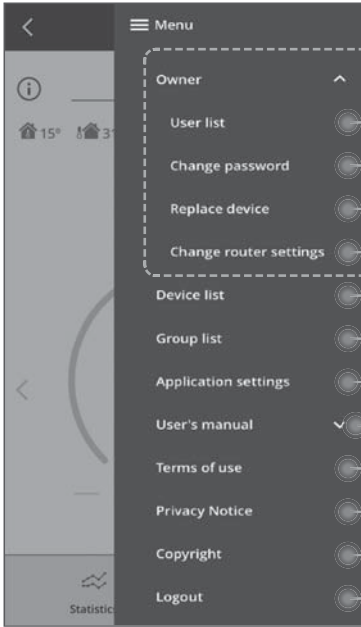 Menu
Owner
15° 31
User list
Change password
Replace device
Change router settings
Device list
Group list
Application settings
User's manual
Terms of use
Privacy Notice
Copyright
Statistic
Logout